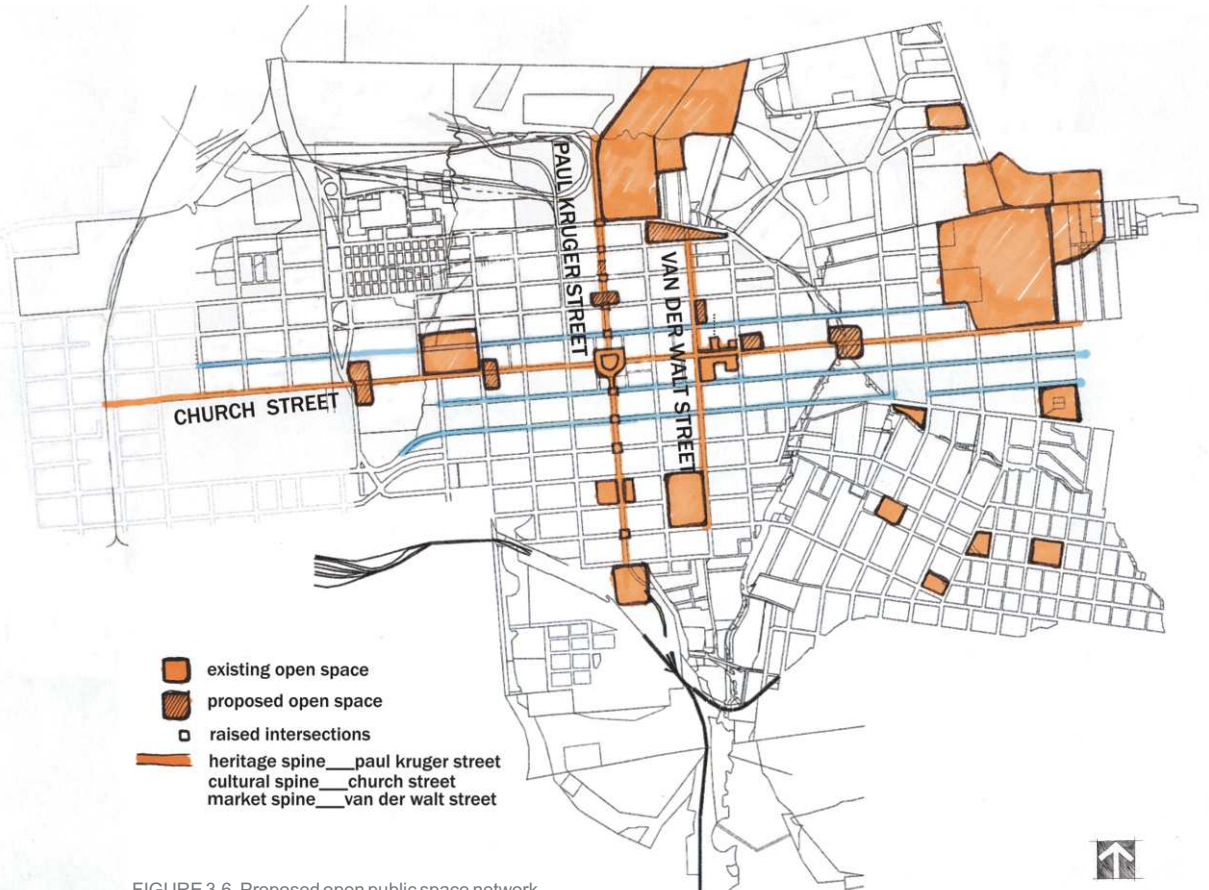 PAUL KRUGER STREET
VAN DER WALT STREET
CHURCH STREET
existing open space
proposed open space
raised intersections
heritage spine___paul kruger street
cultural spine___church street
market spine___van der walt street
FIGURE 3.6 Proposed open public space network